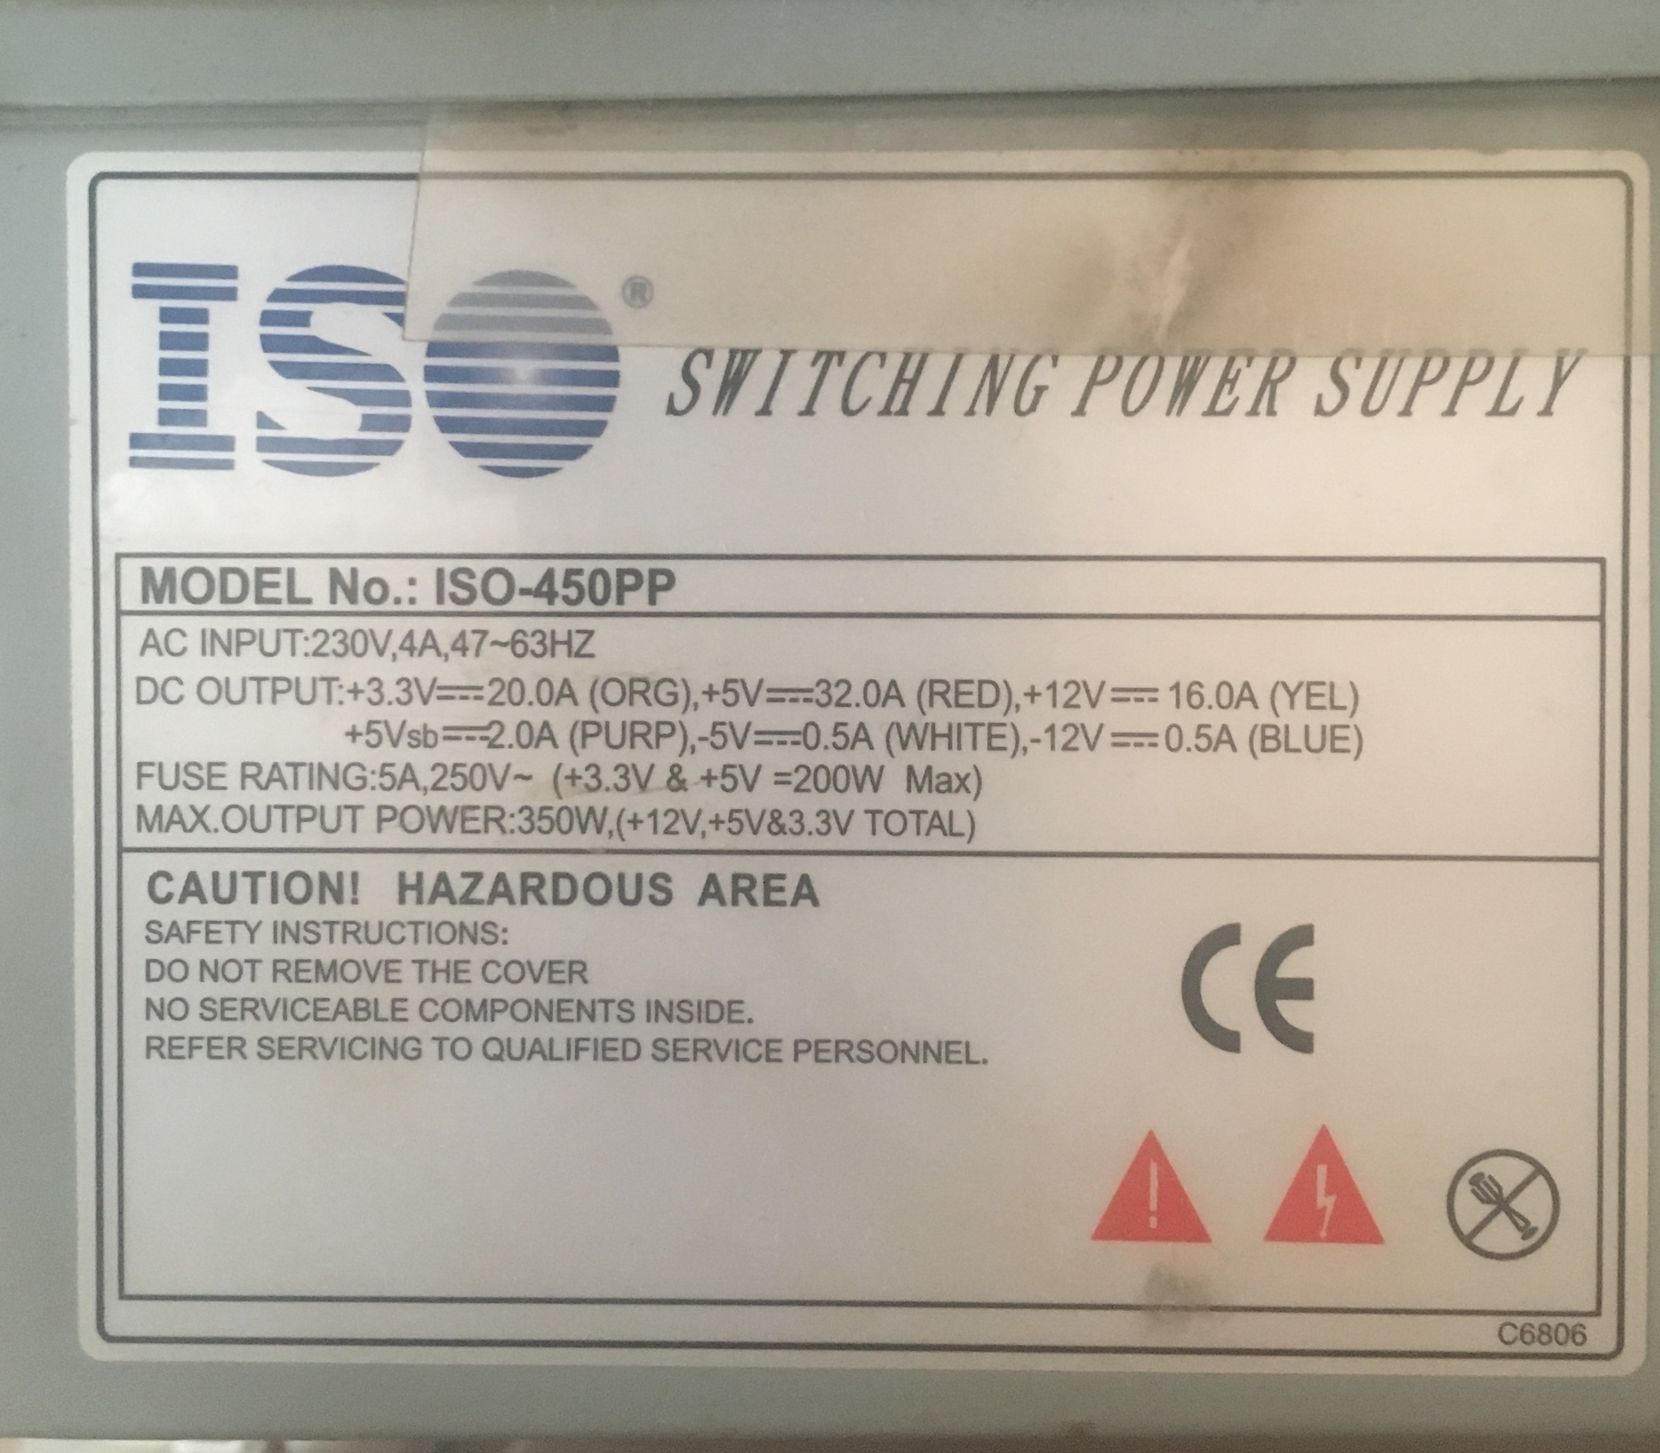 ISO®
SWITCHING POWER SUPPLY
MODEL No.: ISO-450PP
AC INPUT:230V,4A,47~63HZ
DC OUTPUT:+3.3V⎓20.0A (ORG),+5V⎓32.0A (RED),+12V⎓ 16.0A (YEL)
+5Vsb⎓2.0A (PURP),-5V⎓0.5A (WHITE),-12V⎓0.5A (BLUE)
FUSE RATING:5A,250V~ (+3.3V & +5V =200W Max)
MAX.OUTPUT POWER:350W,(+12V,+5V&3.3V TOTAL)
CAUTION! HAZARDOUS AREA
SAFETY INSTRUCTIONS:
DO NOT REMOVE THE COVER
NO SERVICEABLE COMPONENTS INSIDE.
REFER SERVICING TO QUALIFIED SERVICE PERSONNEL.
CE
C6806